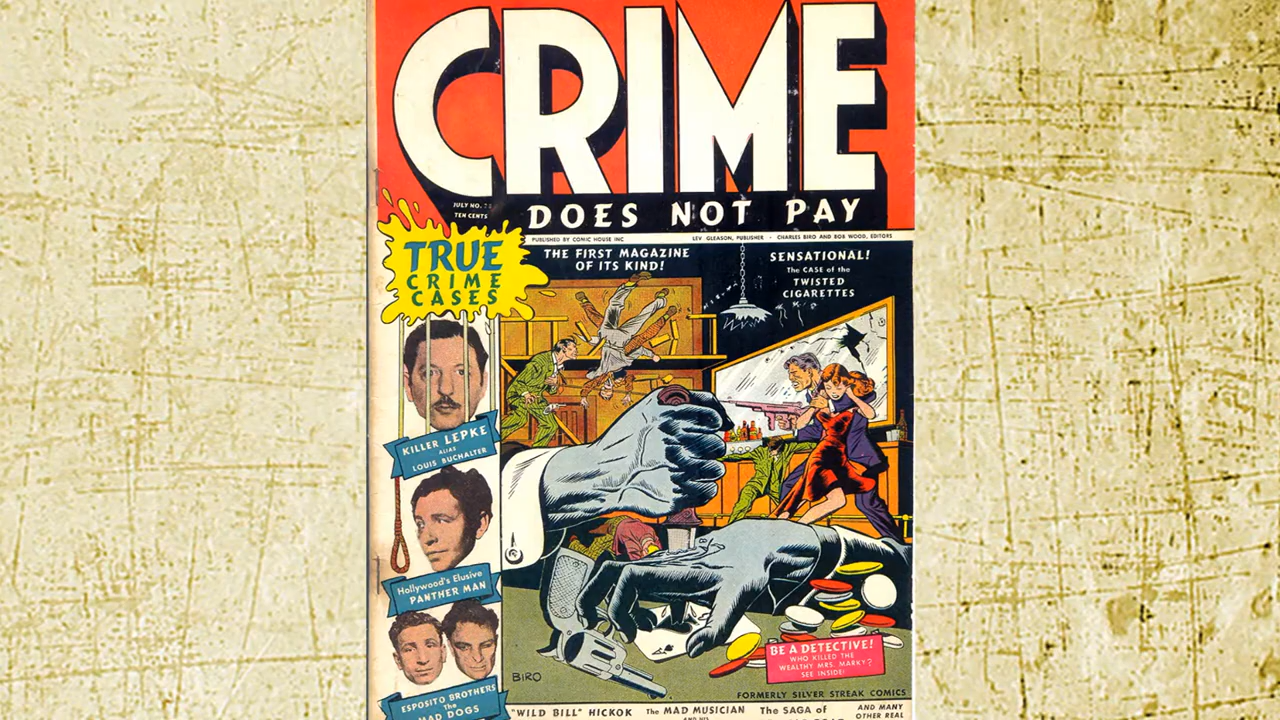 CRIME
DOES NOT PAY
JULY NO.
TEN CENTS
PUBLISHED BY COMIC HOUSE INC
LEV GLEASON, PUBLISHER - CHARLES BIRO AND BOB WOOD, EDITORS
TRUE
CRIME
CASES
THE FIRST MAGAZINE
OF ITS KIND!
SENSATIONAL!
The CASE of the
TWISTED
CIGARETTES
KILLER LEPKE
ALIAS
LOUIS BUCHALTER
Hollywood's Elusive
PANTHER MAN
ESPOSITO BROTHERS
The
MAD DOGS
BE A DETECTIVE!
WHO KILLED THE
WEALTHY MRS. MARKY?
SEE INSIDE!
BIRO
FORMERLY SILVER STREAK COMICS
"WILD BILL" HICKOK
The MAD MUSICIAN
AND HIS
The SAGA of
AND MANY
OTHER REAL